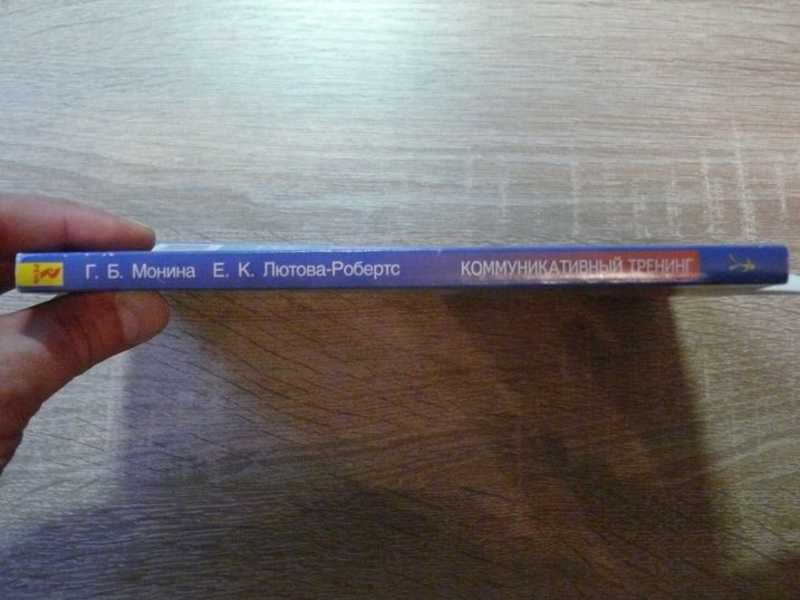 Г. Б. Монина Е. К. Лютова-Робертс КОММУНИКАТИВНЫЙ ТРЕНИНГ